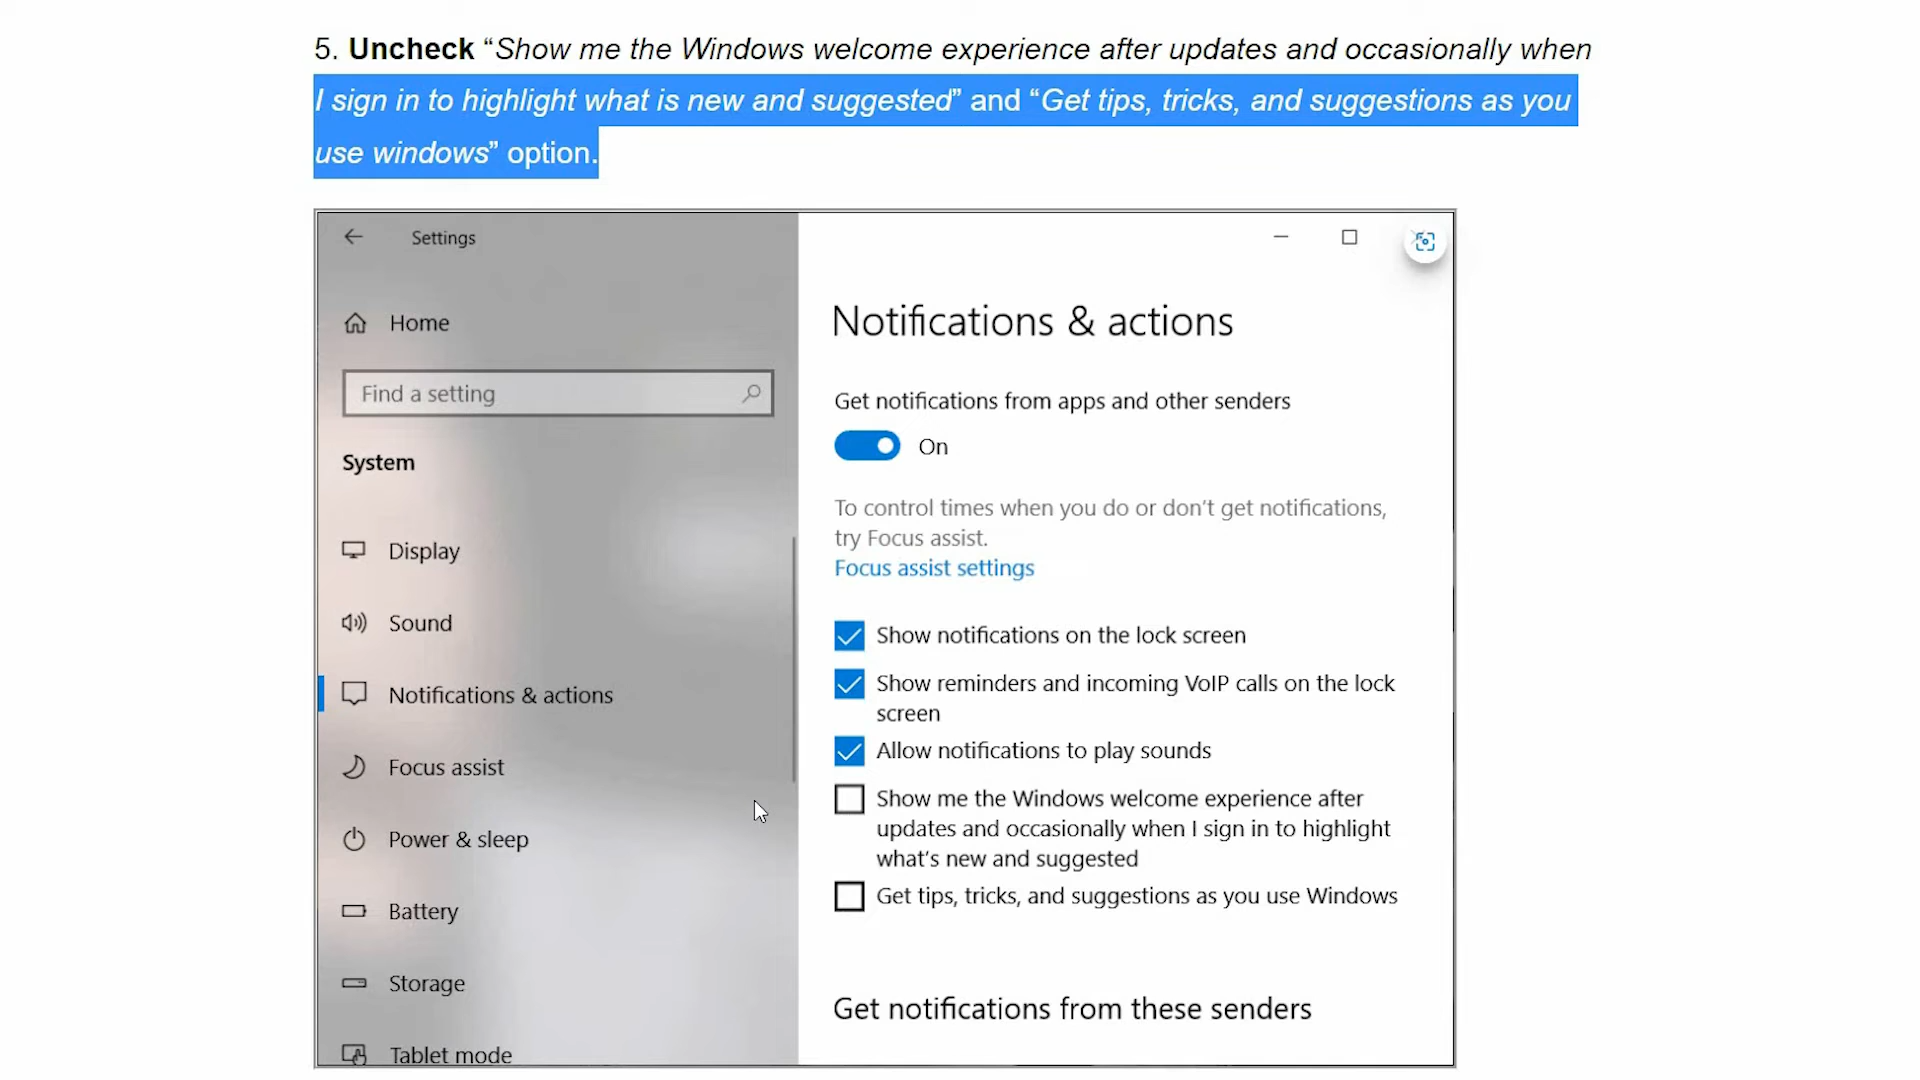 5. Uncheck “Show me the Windows welcome experience after updates and occasionally when
I sign in to highlight what is new and suggested” and “Get tips, tricks, and suggestions as you
use windows” option.
Settings
Home
Find a setting
System
Display
Sound
Notifications & actions
Focus assist
Power & sleep
Battery
Storage
Tablet mode
Notifications & actions
Get notifications from apps and other senders
On
To control times when you do or don’t get notifications,
try Focus assist.
Focus assist settings
Show notifications on the lock screen
Show reminders and incoming VoIP calls on the lock
screen
Allow notifications to play sounds
Show me the Windows welcome experience after
updates and occasionally when I sign in to highlight
what’s new and suggested
Get tips, tricks, and suggestions as you use Windows
Get notifications from these senders